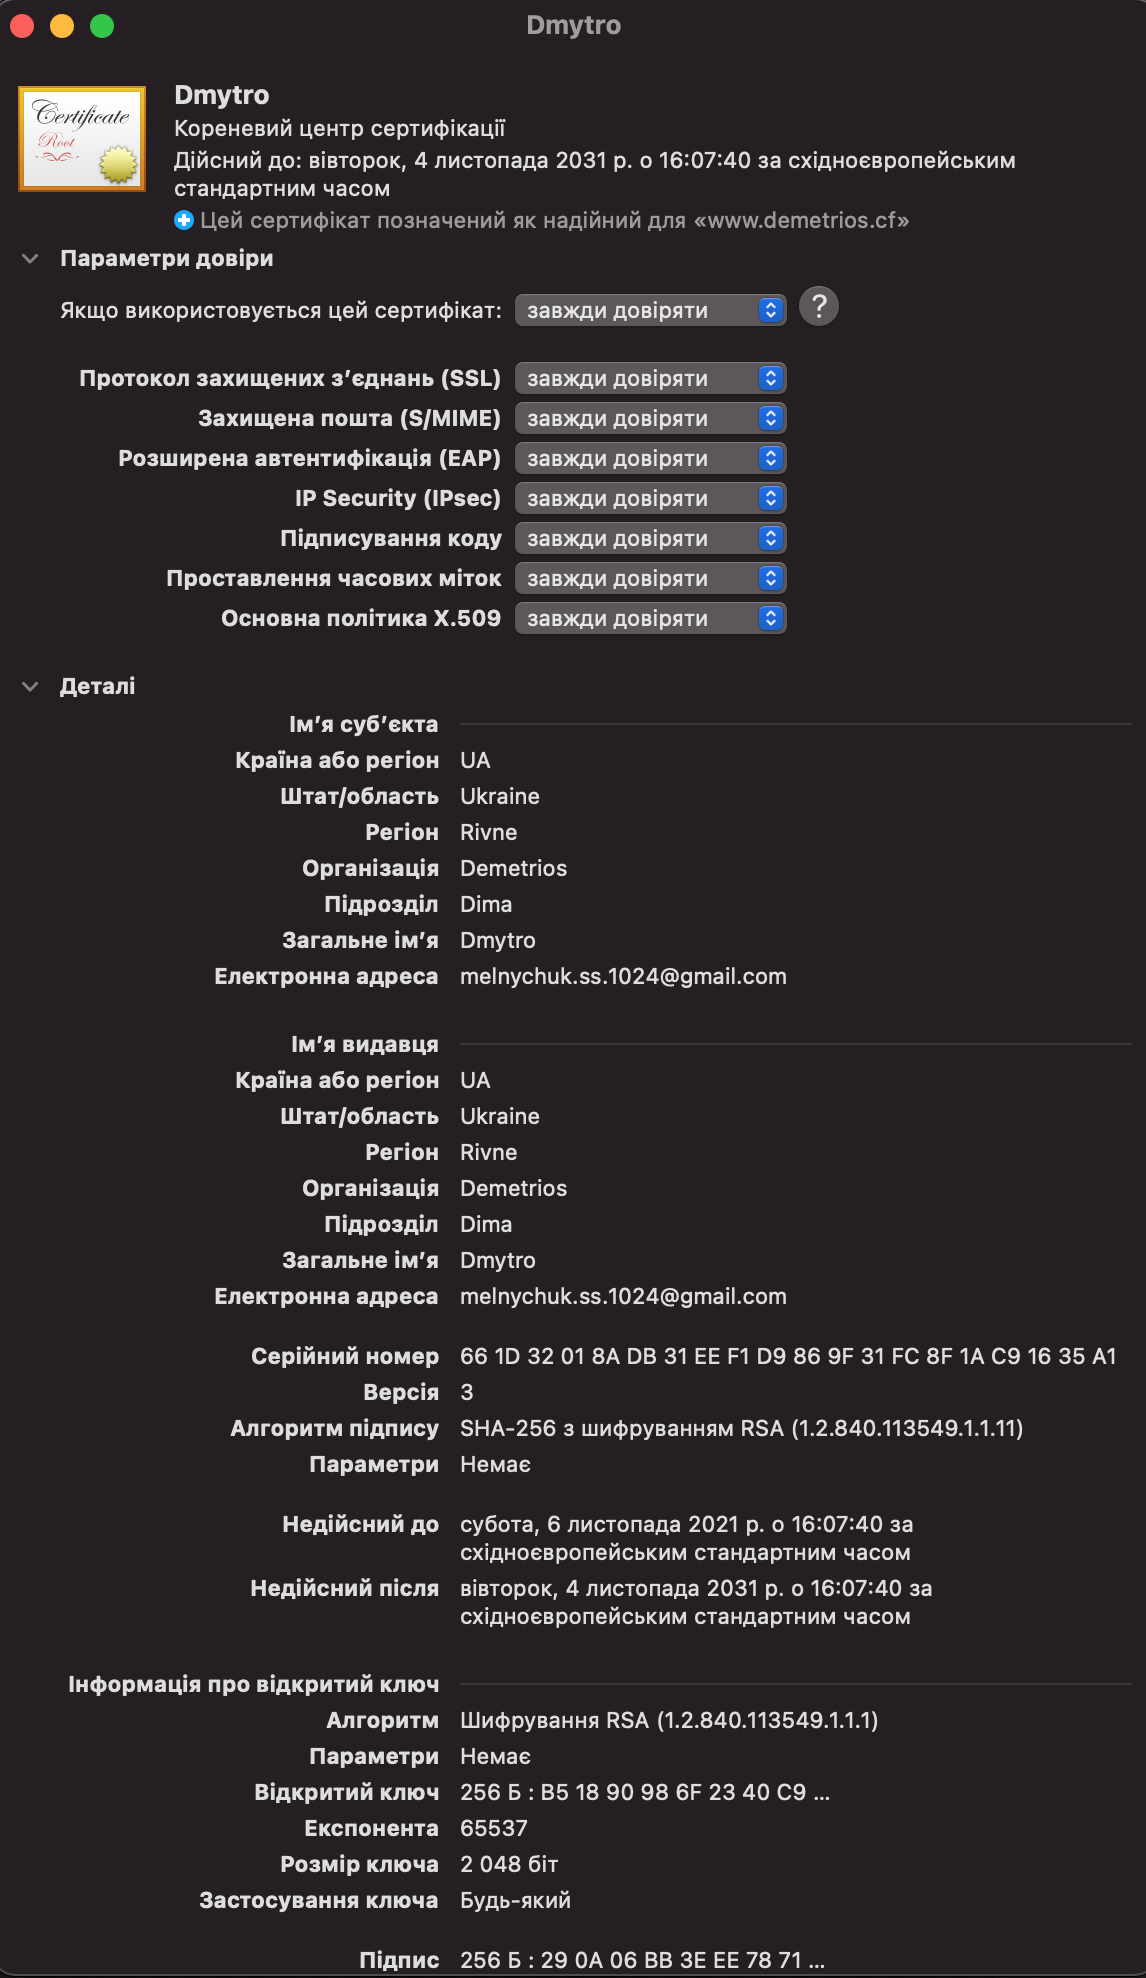 Dmytro
Certificate
Root
Dmytro
Кореневий центр сертифікації
Дійсний до: вівторок, 4 листопада 2031 р. о 16:07:40 за східноєвропейським
стандартним часом
Цей сертифікат позначений як надійний для «www.demetrios.cf»
Параметри довіри
Якщо використовується цей сертифікат: завжди довіряти ?
Протокол захищених з’єднань (SSL) завжди довіряти
Захищена пошта (S/MIME) завжди довіряти
Розширена автентифікація (EAP) завжди довіряти
IP Security (IPsec) завжди довіряти
Підписування коду завжди довіряти
Проставлення часових міток завжди довіряти
Основна політика X.509 завжди довіряти
Деталі
Ім’я суб’єкта
Країна або регіон UA
Штат/область Ukraine
Регіон Rivne
Організація Demetrios
Підрозділ Dima
Загальне ім’я Dmytro
Електронна адреса melnychuk.ss.1024@gmail.com
Ім’я видавця
Країна або регіон UA
Штат/область Ukraine
Регіон Rivne
Організація Demetrios
Підрозділ Dima
Загальне ім’я Dmytro
Електронна адреса melnychuk.ss.1024@gmail.com
Серійний номер 66 1D 32 01 8A DB 31 EE F1 D9 86 9F 31 FC 8F 1A C9 16 35 A1
Версія 3
Алгоритм підпису SHA-256 з шифруванням RSA (1.2.840.113549.1.1.11)
Параметри Немає
Недійсний до субота, 6 листопада 2021 р. о 16:07:40 за
східноєвропейським стандартним часом
Недійсний після вівторок, 4 листопада 2031 р. о 16:07:40 за
східноєвропейським стандартним часом
Інформація про відкритий ключ
Алгоритм Шифрування RSA (1.2.840.113549.1.1.1)
Параметри Немає
Відкритий ключ 256 Б : B5 18 90 98 6F 23 40 C9 ...
Експонента 65537
Розмір ключа 2 048 біт
Застосування ключа Будь-який
Підпис 256 Б : 29 0A 06 BB 3E EE 78 71 ...